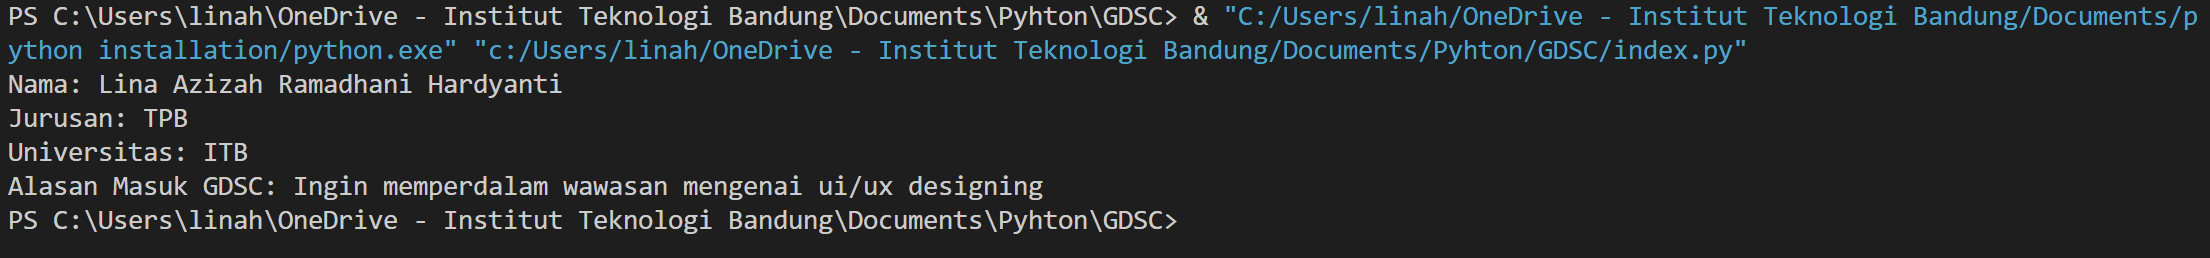 PS C:\Users\linah\OneDrive - Institut Teknologi Bandung\Documents\Pyhton\GDSC> & "C:/Users/linah/OneDrive - Institut Teknologi Bandung/Documents/p
ython installation/python.exe" "c:/Users/linah/OneDrive - Institut Teknologi Bandung/Documents/Pyhton/GDSC/index.py"
Nama: Lina Azizah Ramadhani Hardyanti
Jurusan: TPB
Universitas: ITB
Alasan Masuk GDSC: Ingin memperdalam wawasan mengenai ui/ux designing
PS C:\Users\linah\OneDrive - Institut Teknologi Bandung\Documents\Pyhton\GDSC>